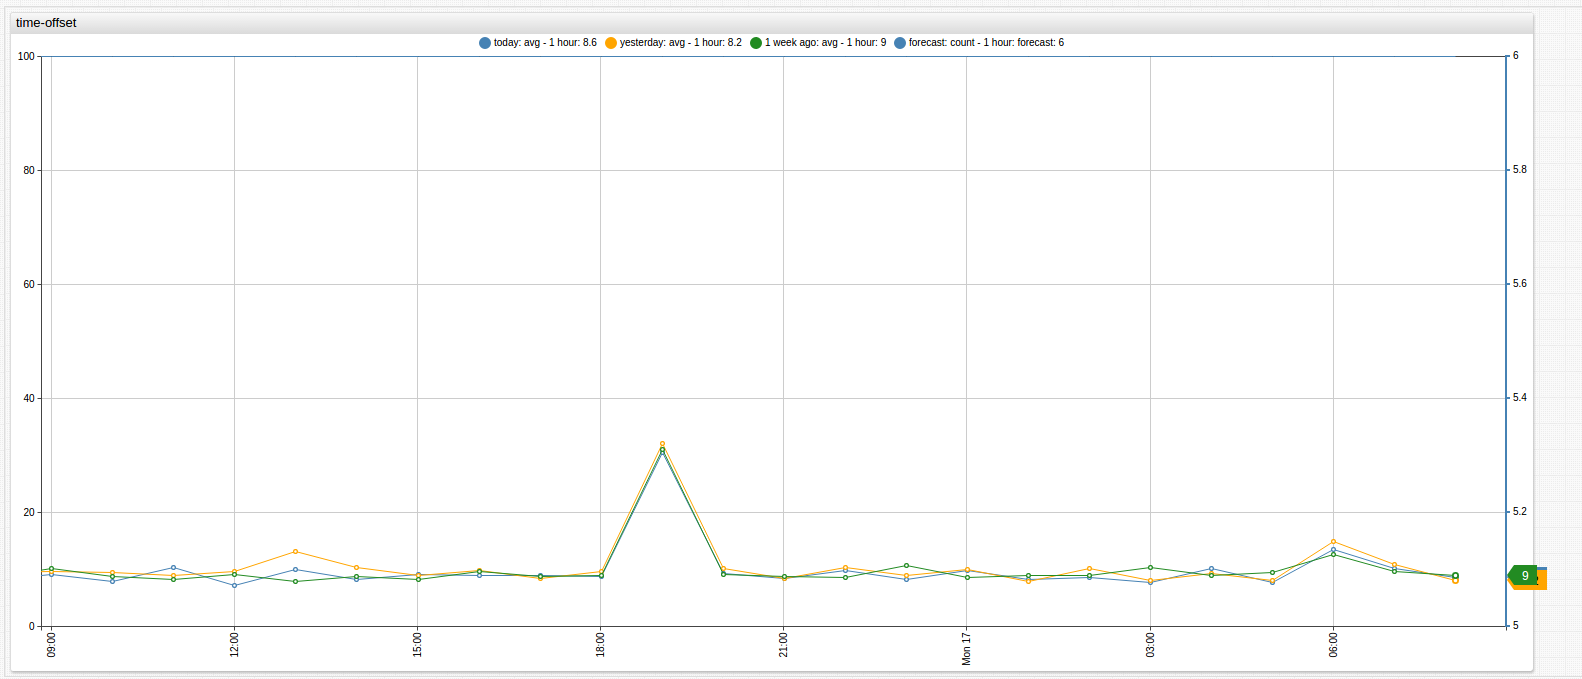 time-offset
today: avg - 1 hour: 8.6 yesterday: avg - 1 hour: 8.2 1 week ago: avg - 1 hour: 9 forecast: count - 1 hour: forecast: 6
100 6
80 5.8
60 5.6
40 5.4
20 5.2
9
0 5
09:00 12:00 15:00 18:00 21:00 Mon 17 03:00 06:00